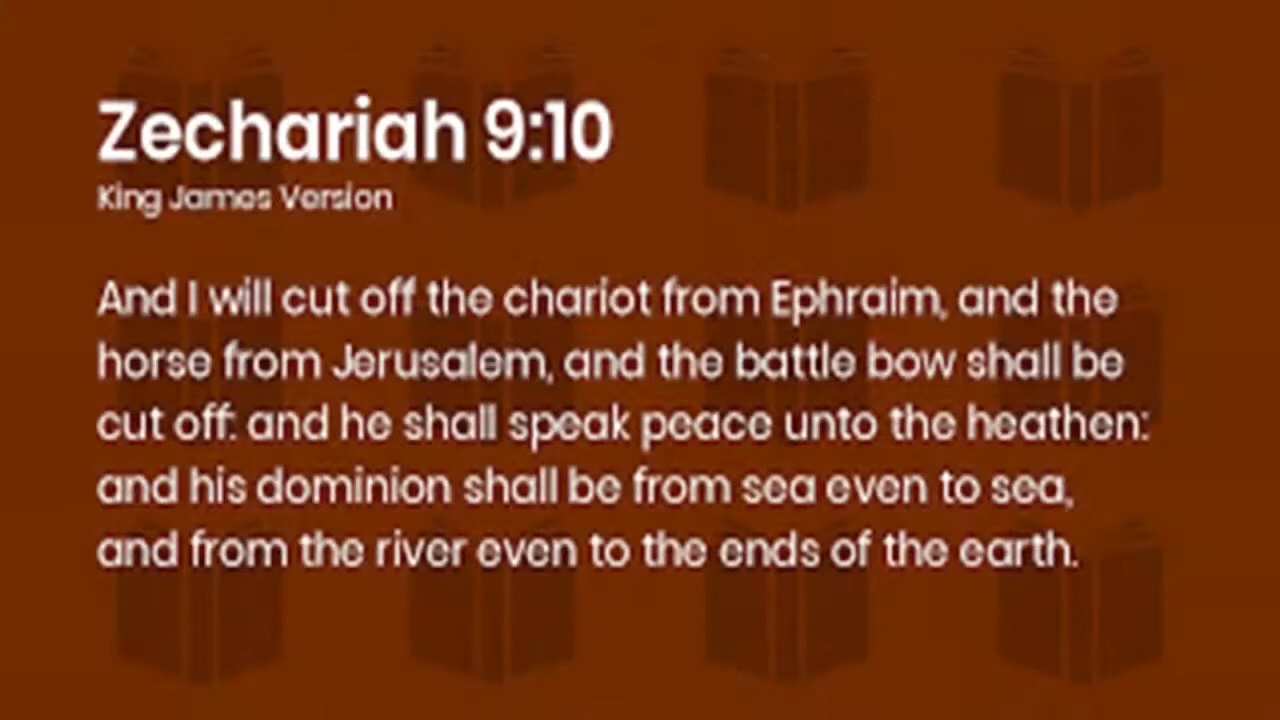 Zechariah 9:10
King James Version
And I will cut off the chariot from Ephraim, and the
horse from Jerusalem, and the battle bow shall be
cut off: and he shall speak peace unto the heathen:
and his dominion shall be from sea even to sea,
and from the river even to the ends of the earth.